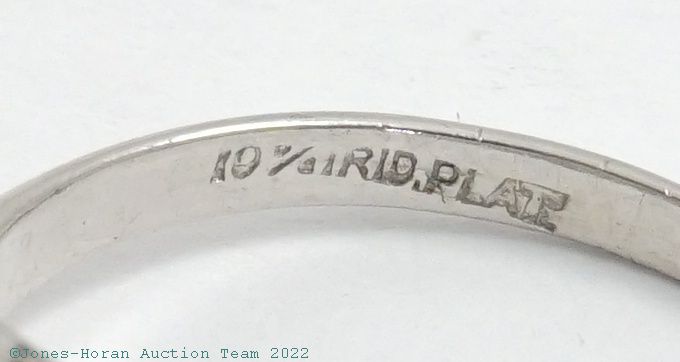 10% IRID. PLAT.
©Jones-Horan Auction Team 2022